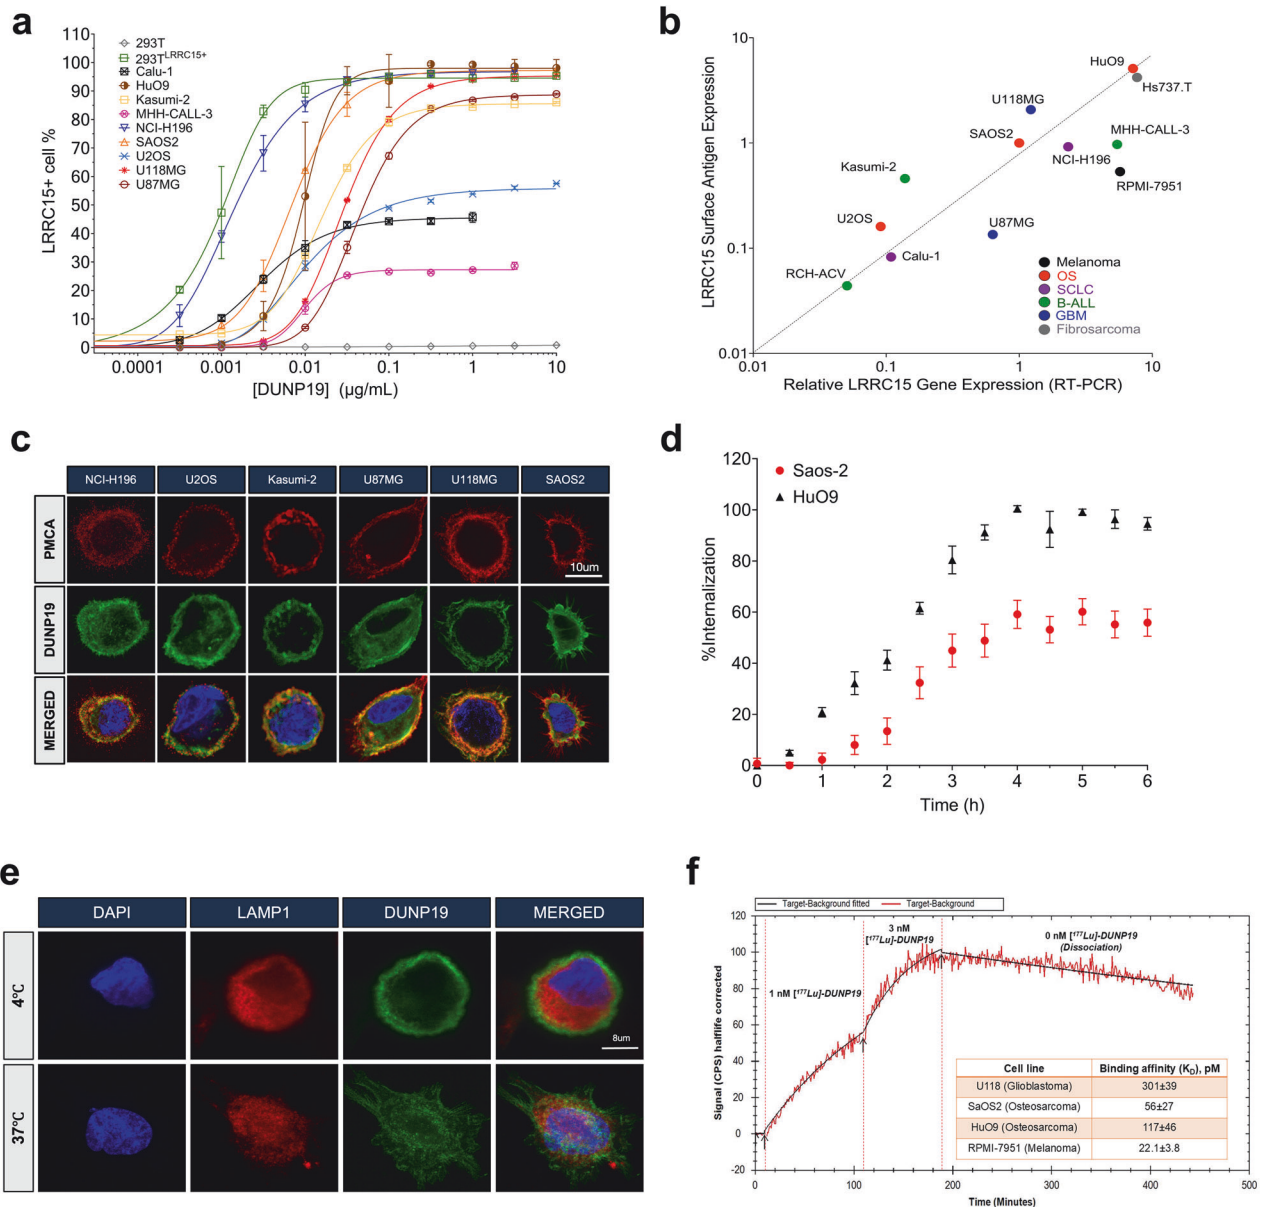 a
110
100
90
80
70
60
50
40
30
20
10
0
LRRC15+ cell %
293T
293T^LRRC15+
Calu-1
HuO9
Kasumi-2
MHH-CALL-3
NCI-H196
SAOS2
U2OS
U118MG
U87MG
0.0001 0.001 0.01 0.1 1 10
[DUNP19] (µg/mL)
b
10
1
0.1
0.01
LRRC15 Surface Antigen Expression
HuO9
Hs737.T
U118MG
SAOS2
MHH-CALL-3
NCI-H196
Kasumi-2
RPMI-7951
U2OS
U87MG
Calu-1
RCH-ACV
Melanoma
OS
SCLC
B-ALL
GBM
Fibrosarcoma
0.01 0.1 1 10
Relative LRRC15 Gene Expression (RT-PCR)
c
NCI-H196 U2OS Kasumi-2 U87MG U118MG SAOS2
PMCA
10um
DUNP19
MERGED
d
120
100
80
60
40
20
0
%Internalization
Saos-2
HuO9
0 1 2 3 4 5 6
Time (h)
e
DAPI LAMP1 DUNP19 MERGED
4°C
8um
37°C
f
Target-Background fitted Target-Background
120
100
80
60
40
20
0
-20
Signal (CPS) halflife corrected
3 nM
[177Lu]-DUNP19
0 nM [177Lu]-DUNP19
(Dissociation)
1 nM [177Lu]-DUNP19
Cell line Binding affinity (KD), pM
U118 (Glioblastoma) 301±39
SaOS2 (Osteosarcoma) 56±27
HuO9 (Osteosarcoma) 117±46
RPMI-7951 (Melanoma) 22.1±3.8
0 100 200 300 400 500
Time (Minutes)